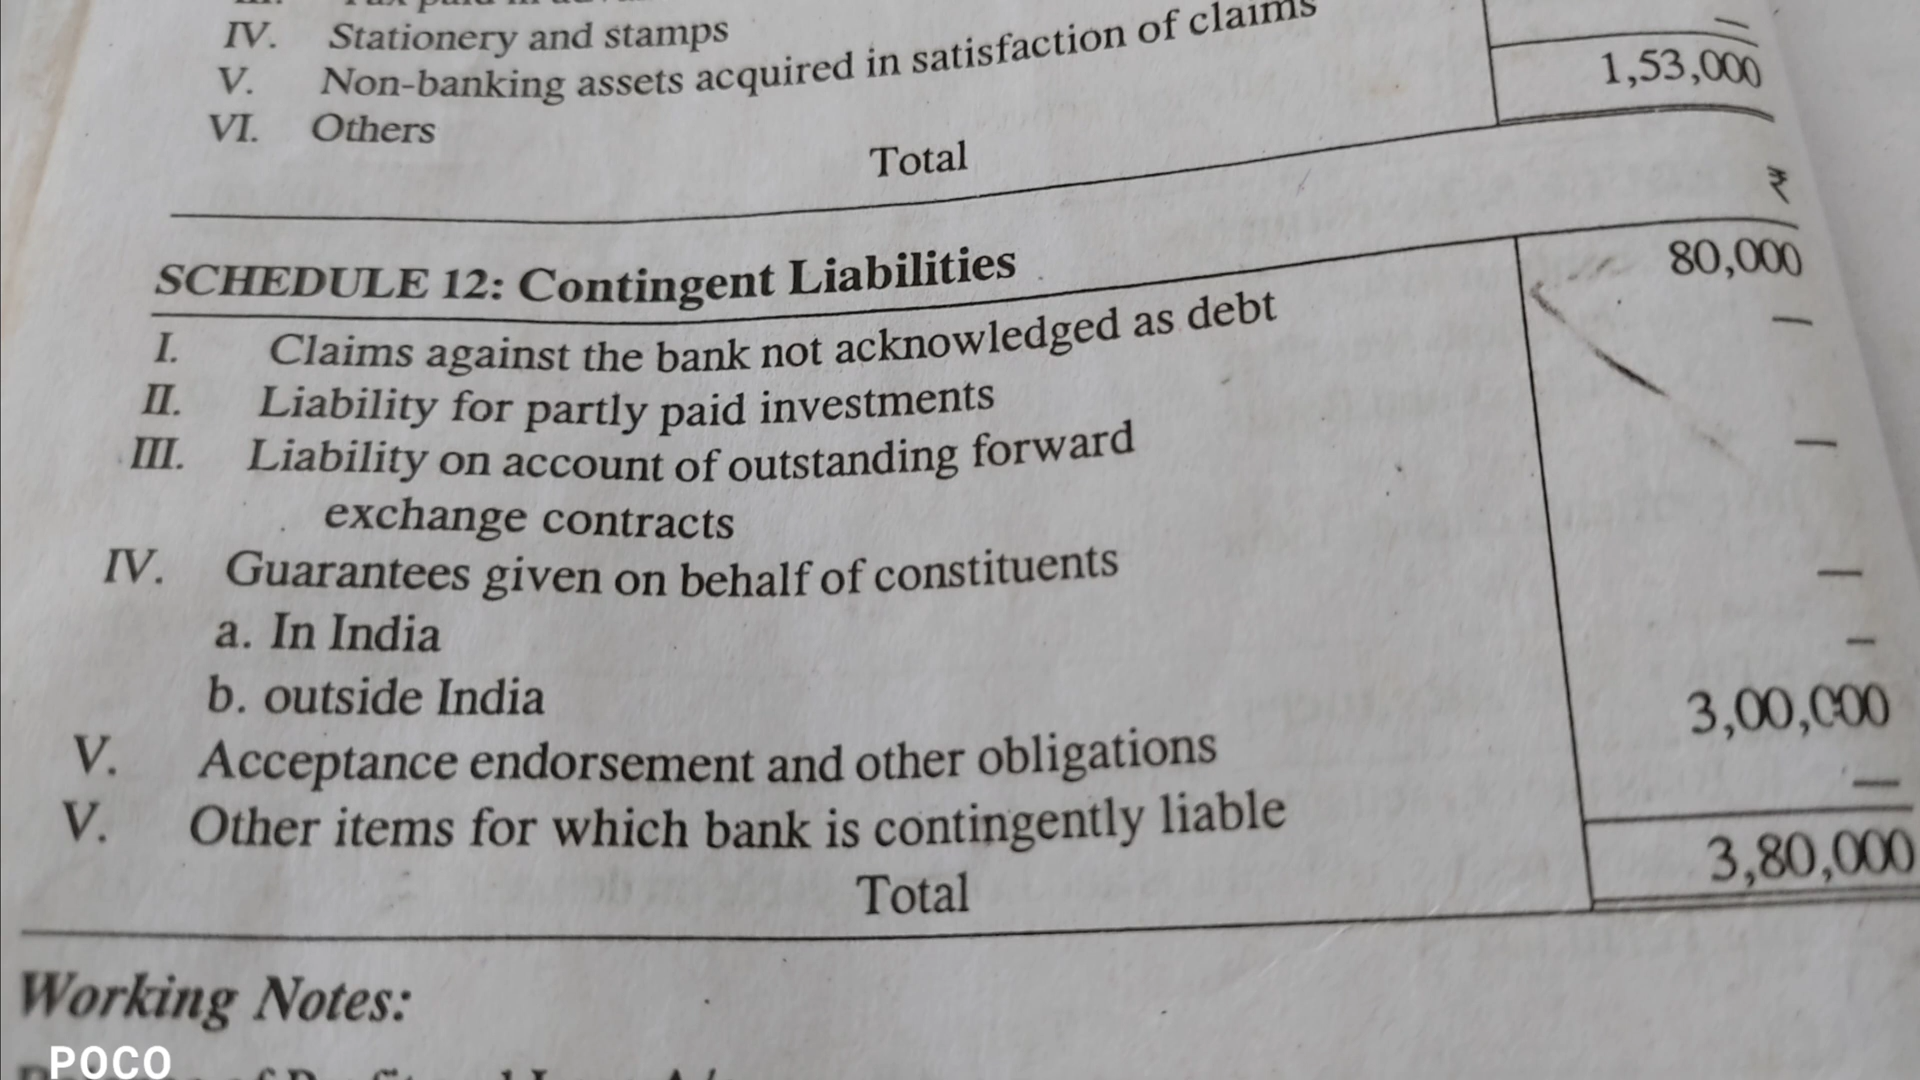 IV. Stationery and stamps —
V. Non-banking assets acquired in satisfaction of claims 1,53,000
VI. Others
Total
₹
SCHEDULE 12: Contingent Liabilities
I. Claims against the bank not acknowledged as debt 80,000
II. Liability for partly paid investments —
III. Liability on account of outstanding forward
exchange contracts —
IV. Guarantees given on behalf of constituents
a. In India —
b. outside India –
V. Acceptance endorsement and other obligations 3,00,000
V. Other items for which bank is contingently liable —
Total 3,80,000
Working Notes:
POCO